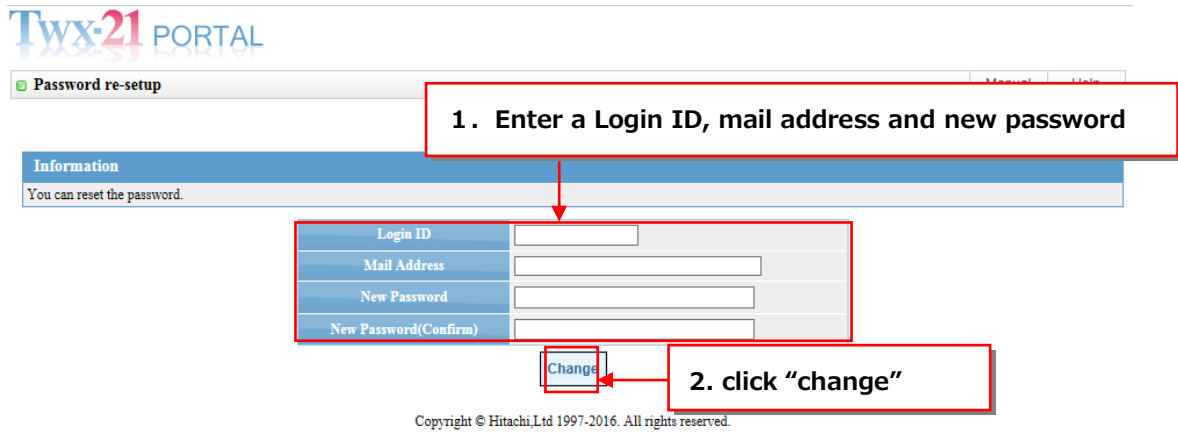 Twx-21 PORTAL
Password re-setup
1. Enter a Login ID, mail address and new password
Information
You can reset the password.
Login ID
Mail Address
New Password
New Password(Confirm)
Change
2. click “change”
Copyright © Hitachi,Ltd 1997-2016. All rights reserved.